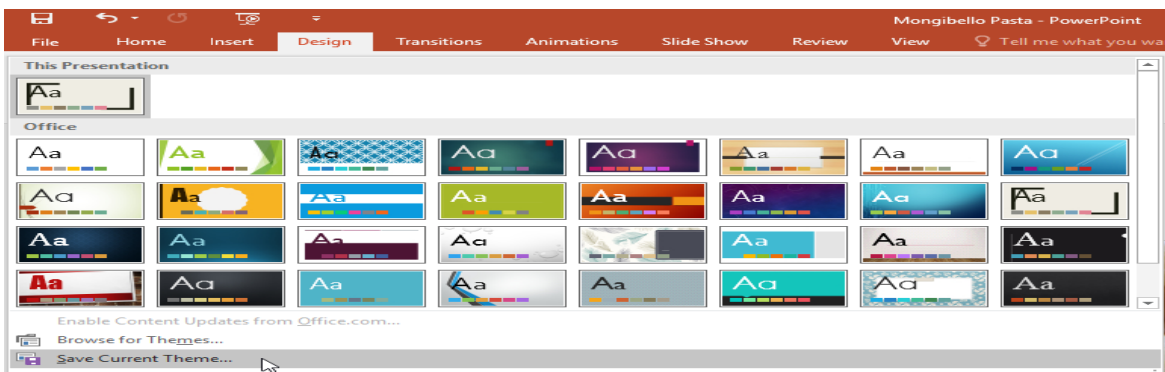 Mongibello Pasta - PowerPoint
File Home Insert Design Transitions Animations Slide Show Review View Tell me what you wa
This Presentation
Aa
Office
Aa Aa Aa Aa Aa Aa Aa Aa
Aa Aa Aa Aa Aa Aa Aa Aa
Aa Aa Aa Aa Aa Aa Aa
Aa Aa Aa Aa Aa Aa Aa Aa
Enable Content Updates from Office.com...
Browse for Themes...
Save Current Theme...